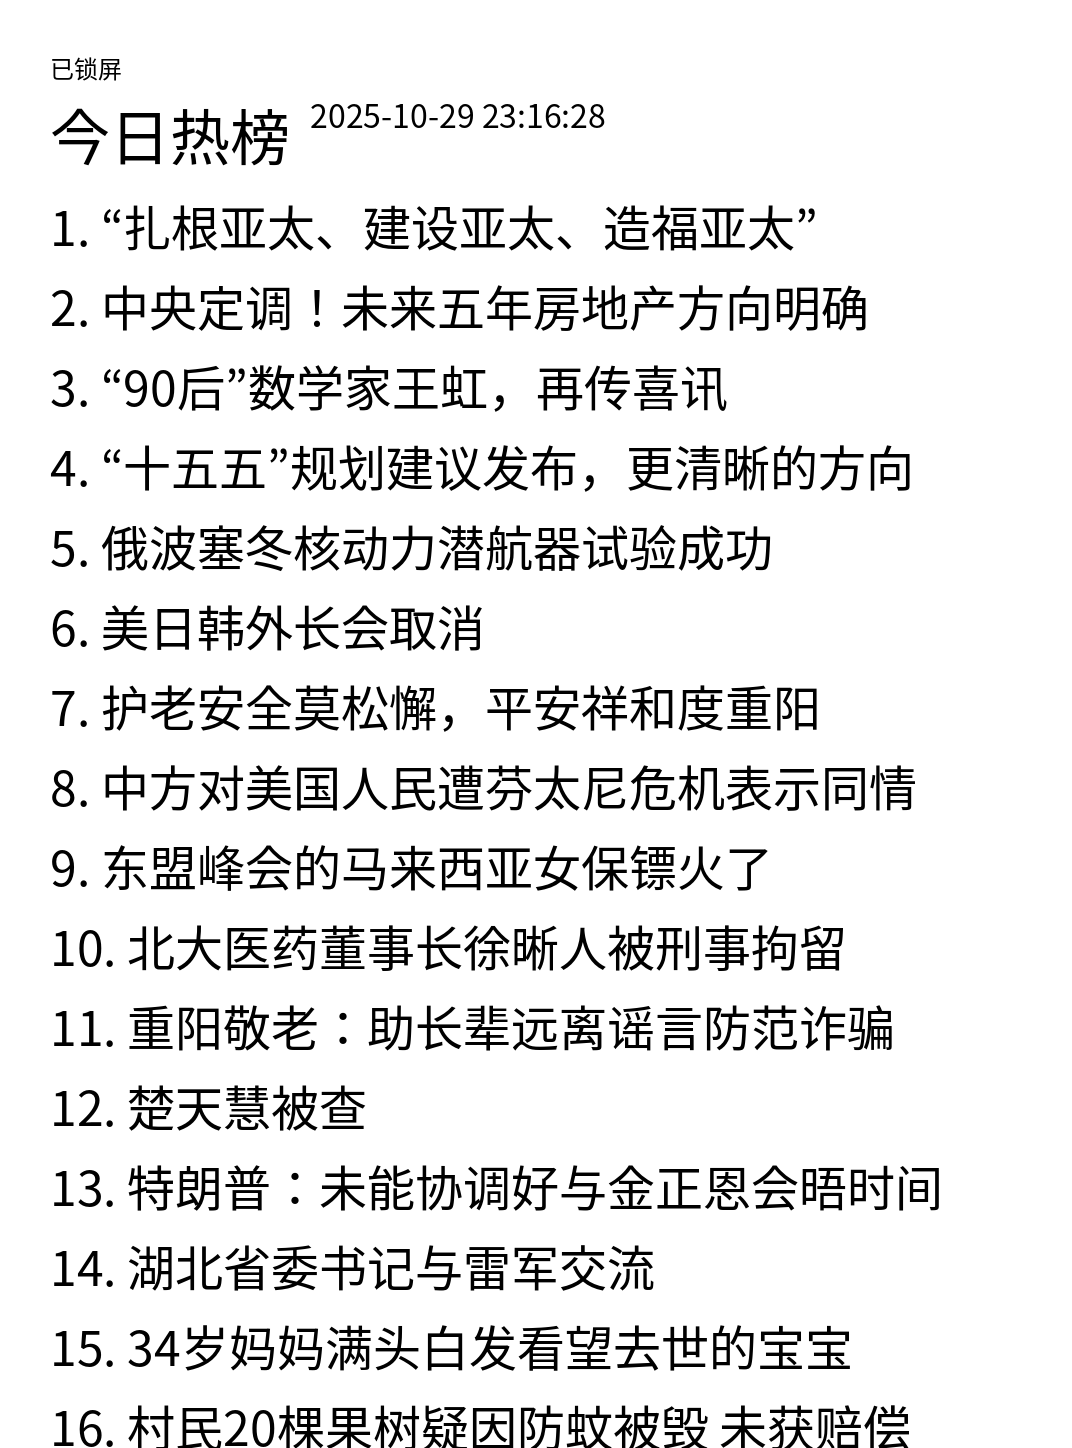 已锁屏
今日热榜 2025-10-29 23:16:28
1. “扎根亚太、建设亚太、造福亚太”
2. 中央定调！未来五年房地产方向明确
3. “90后”数学家王虹，再传喜讯
4. “十五五”规划建议发布，更清晰的方向
5. 俄波塞冬核动力潜航器试验成功
6. 美日韩外长会取消
7. 护老安全莫松懈，平安祥和度重阳
8. 中方对美国人民遭芬太尼危机表示同情
9. 东盟峰会的马来西亚女保镖火了
10. 北大医药董事长徐晰人被刑事拘留
11. 重阳敬老：助长辈远离谣言防范诈骗
12. 楚天慧被查
13. 特朗普：未能协调好与金正恩会晤时间
14. 湖北省委书记与雷军交流
15. 34岁妈妈满头白发看望去世的宝宝
16. 村民20棵果树疑因防蚊被毁 未获赔偿